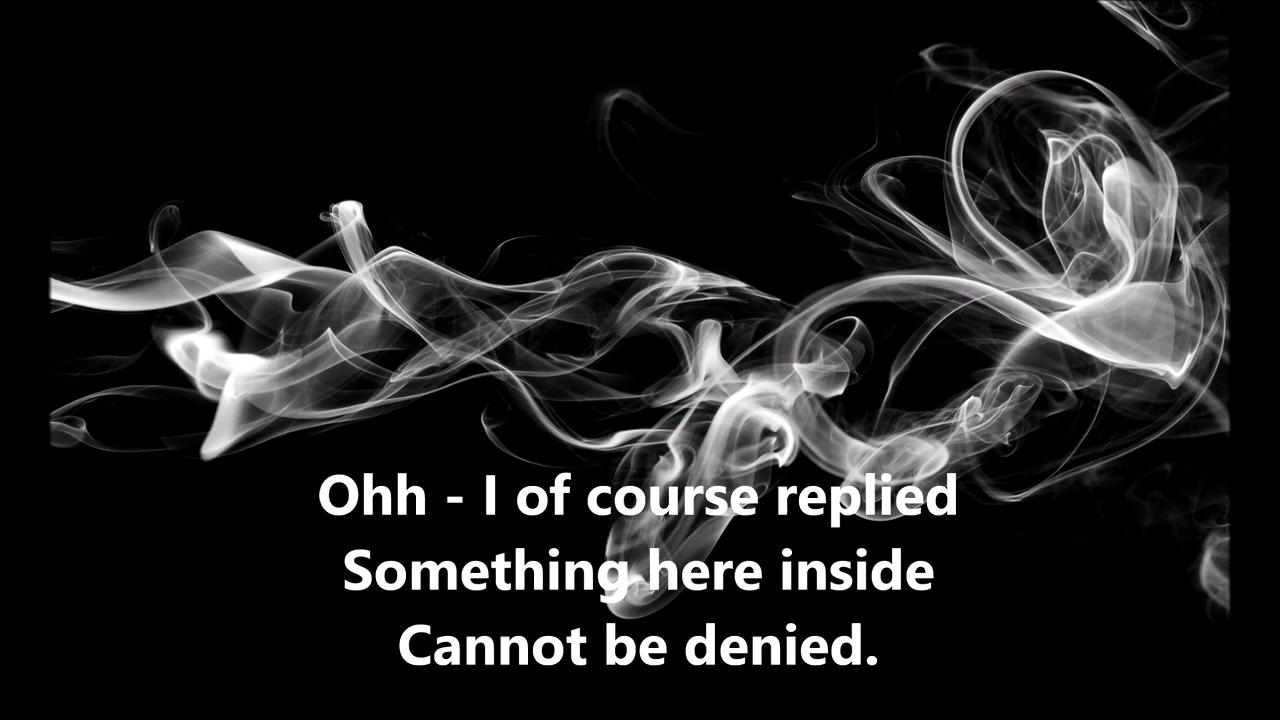 Ohh - I of course replied
Something here inside
Cannot be denied.